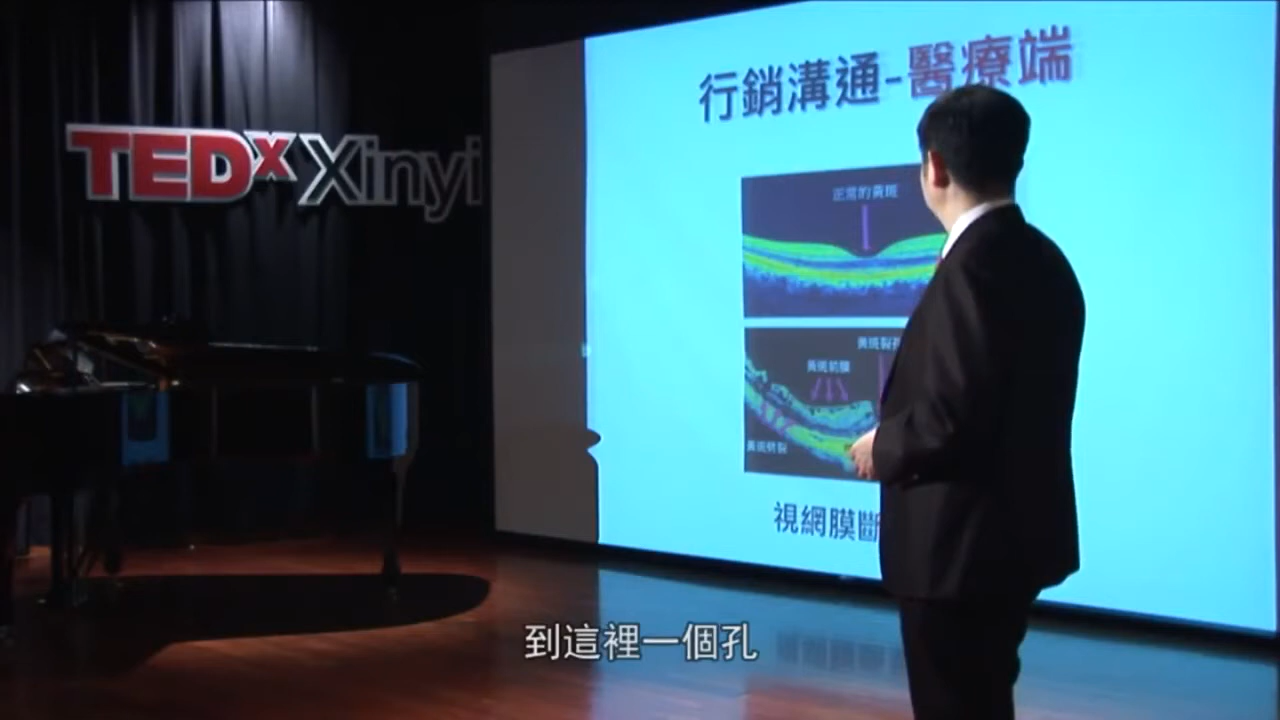 TEDx Xinyi
行銷溝通-醫療端
正常的黃斑
黃斑裂孔
黃斑前膜
黃斑劈裂
視網膜斷
到這裡一個孔